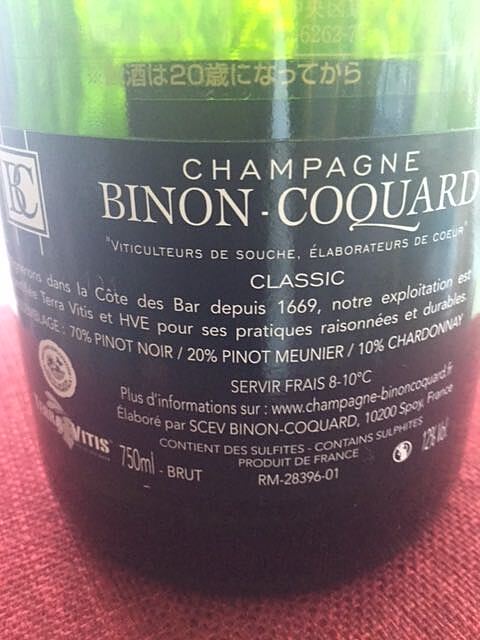 6262-7
※ 酒は20歳になってから
BC
CHAMPAGNE
BINON-COQUARD
"VITICULTEURS DE SOUCHE, ÉLABORATEURS DE COEUR"
CLASSIC
dans la Côte des Bar depuis 1669, notre exploitation est
Terra Vitis et HVE pour ses pratiques raisonnées et durables.
: 70% PINOT NOIR / 20% PINOT MEUNIER / 10% CHARDONNAY
SERVIR FRAIS 8-10°C
Plus d'informations sur : www.champagne-binoncoquard.fr
Élaboré par SCEV BINON-COQUARD, 10200 Spoy, France
CONTIENT DES SULFITES - CONTAINS SULPHITES
VITIS
750ml - BRUT
PRODUIT DE FRANCE
12% Vol.
RM-28396-01